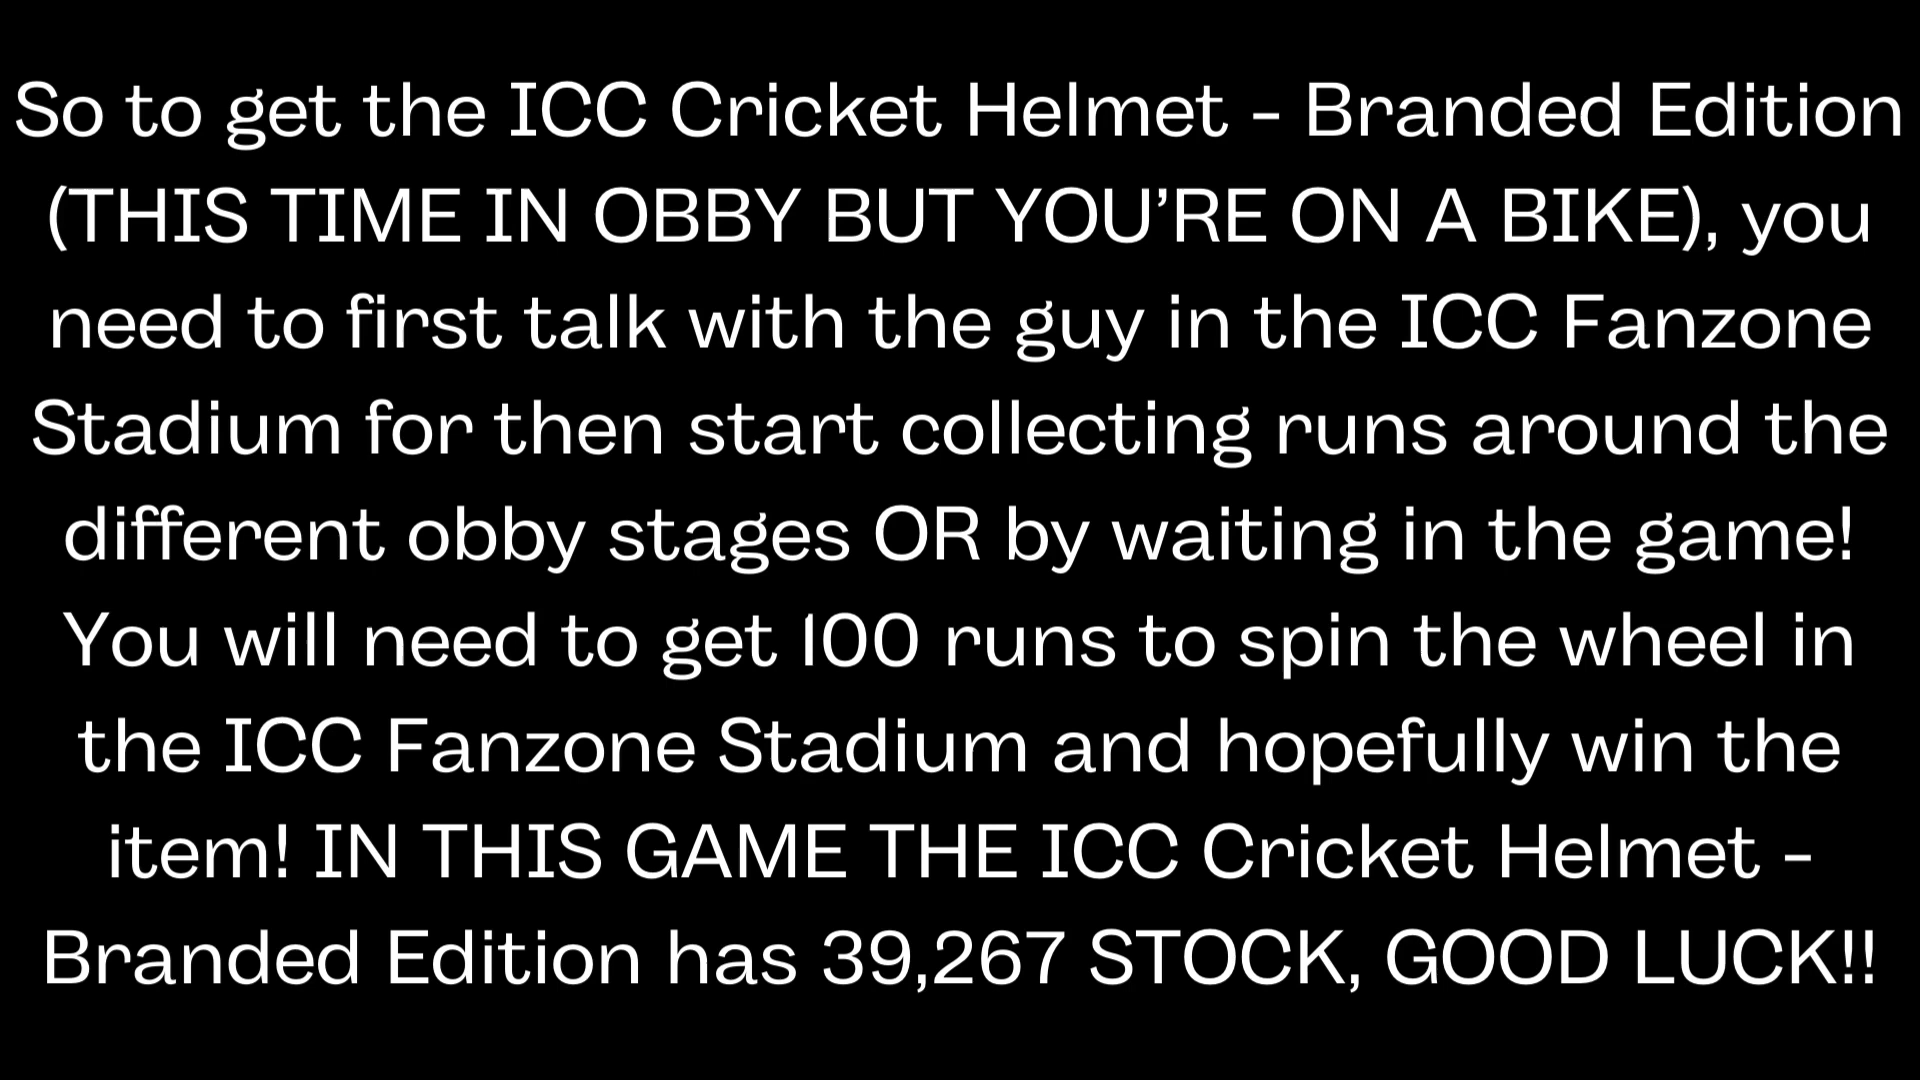 So to get the ICC Cricket Helmet - Branded Edition
(THIS TIME IN OBBY BUT YOU’RE ON A BIKE), you
need to first talk with the guy in the ICC Fanzone
Stadium for then start collecting runs around the
different obby stages OR by waiting in the game!
You will need to get 100 runs to spin the wheel in
the ICC Fanzone Stadium and hopefully win the
item! IN THIS GAME THE ICC Cricket Helmet -
Branded Edition has 39,267 STOCK, GOOD LUCK!!